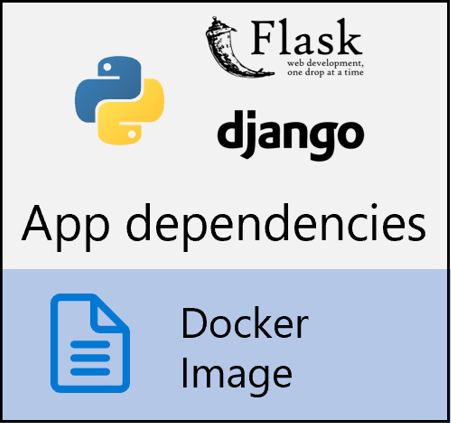 Flask
web development,
one drop at a time
django
App dependencies
Docker
Image